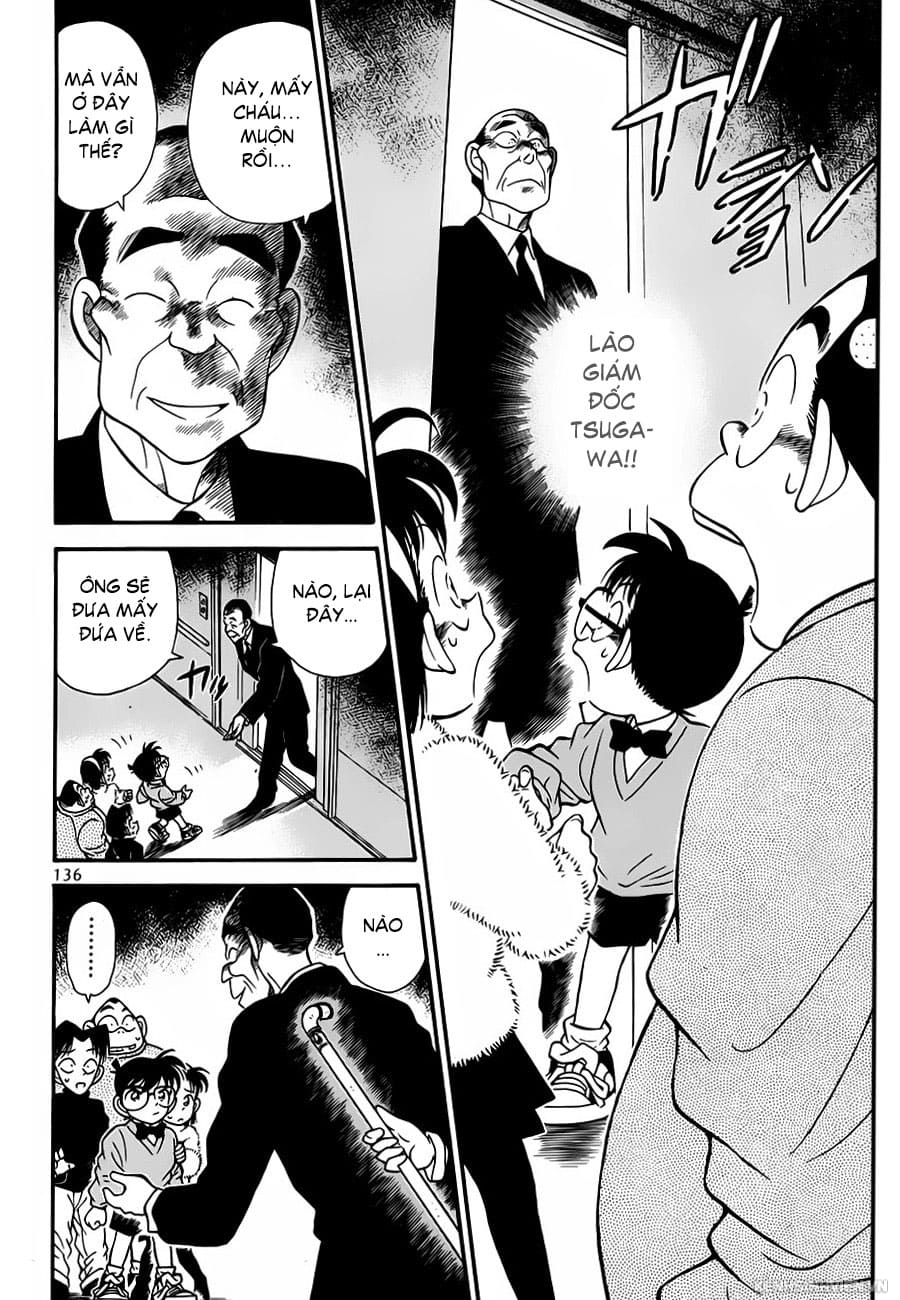 LÀO
GIÁM
ĐỐC
TSUGA-
WA!!
NÀY, MẤY
CHÁU...
MUỘN
RỒI...
MÀ VẪN
Ở ĐÂY
LÀM GÌ
THẾ?
NÀO, LẠI
ĐÂY...
ÔNG SẼ
ĐƯA MẤY
ĐỨA VỀ.
136
NÀO
...
........